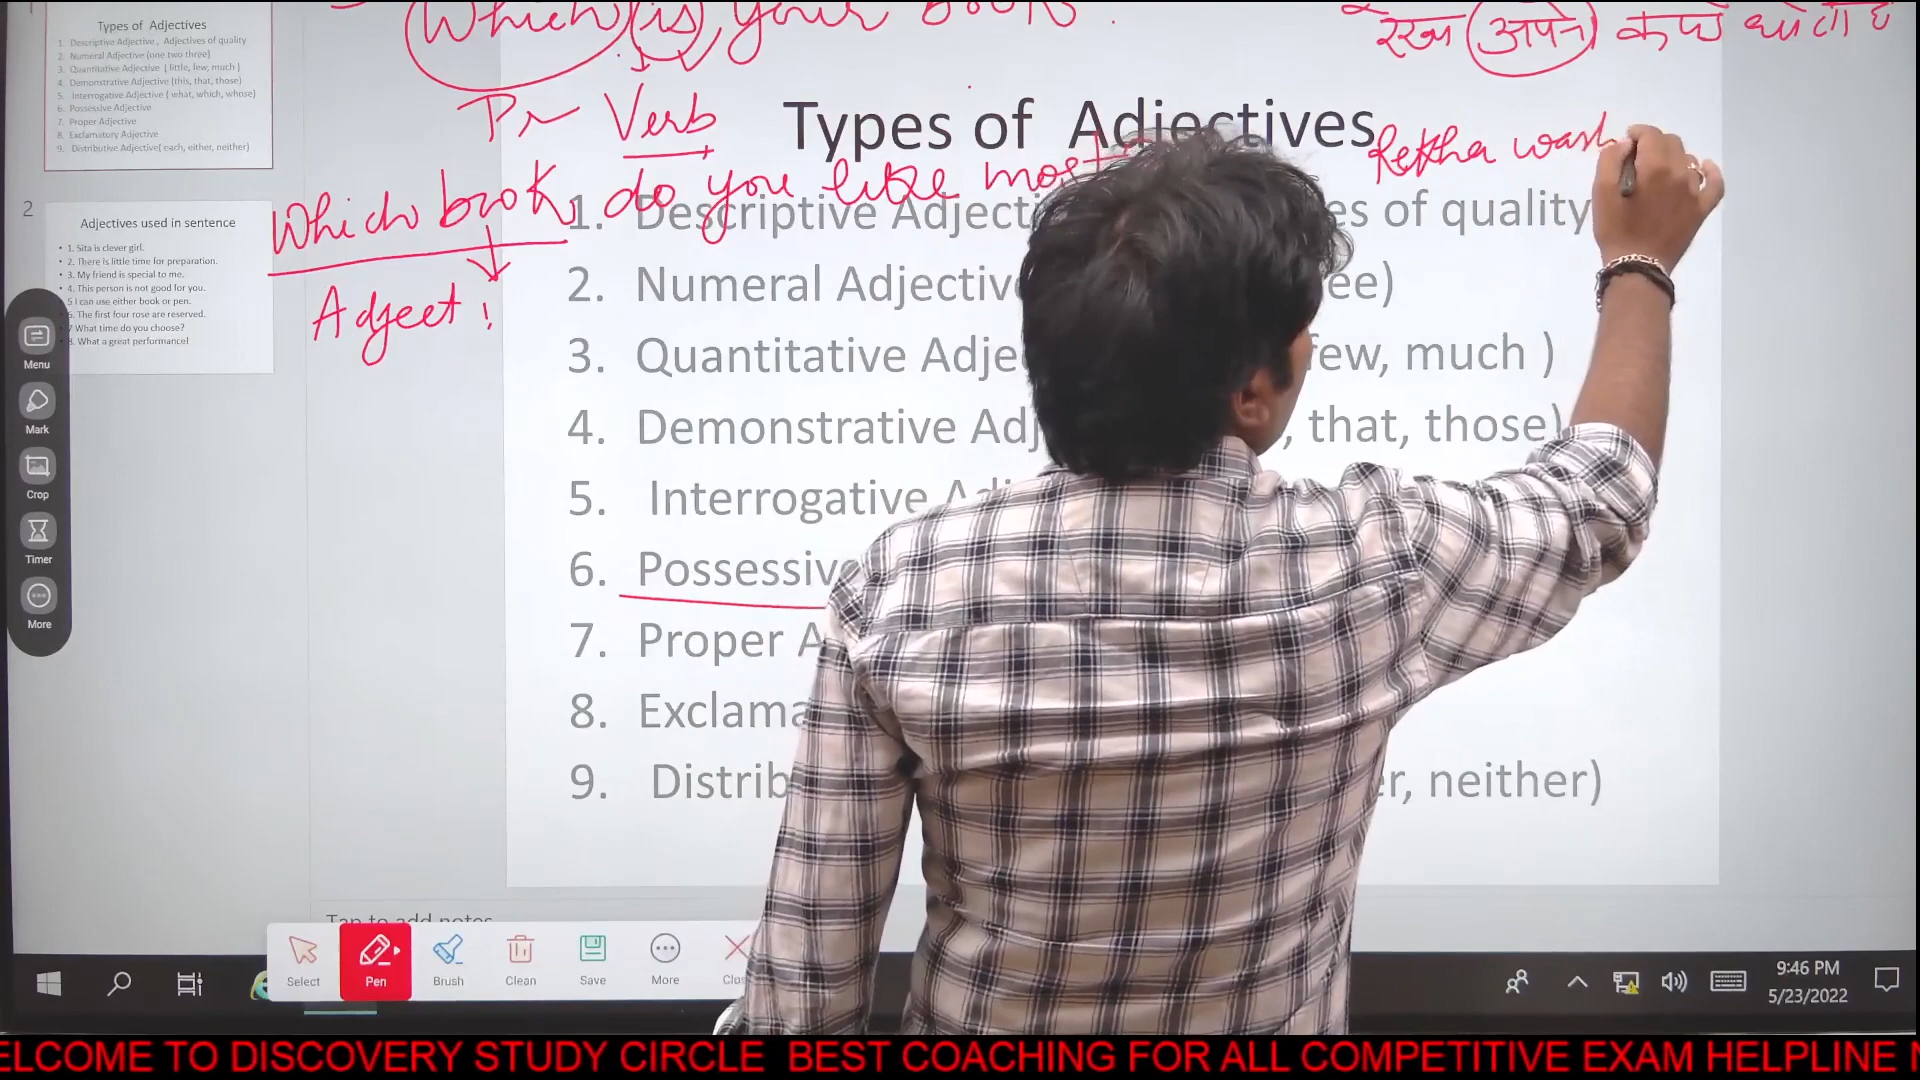 Types of Adjectives
1. Descriptive Adjective , Adjectives of quality
2. Numeral Adjective (one two three)
3. Quantitative Adjective ( little, few, much )
4. Demonstrative Adjective (this, that, those)
5. Interrogative Adjective ( what, which, whose)
6. Possessive Adjective
7. Proper Adjective
8. Exclamatory Adjective
9. Distributive Adjective( each, either, neither)
2
Adjectives used in sentence
• 1. Sita is clever girl.
• 2. There is little time for preparation.
• 3. My friend is special to me.
• 4. This person is not good for you.
5 I can use either book or pen.
6. The first four rose are reserved.
7 What time do you choose?
8. What a great performance!
Menu
Mark
Crop
Timer
More
Which is your book
अपने
Pr Verb
Which book do you like most
Adject
Rekha wash
Types of Adjectives
1. Descriptive Adjecti es of quality
2. Numeral Adjectiv ee)
3. Quantitative Adje few, much )
4. Demonstrative Adj , that, those)
5. Interrogative Adj
6. Possessiv
7. Proper A
8. Exclama
9. Distrib r, neither)
Tap to add notes
Select Pen Brush Clean Save More Clo
9:46 PM
5/23/2022
ELCOME TO DISCOVERY STUDY CIRCLE BEST COACHING FOR ALL COMPETITIVE EXAM HELPLINE N